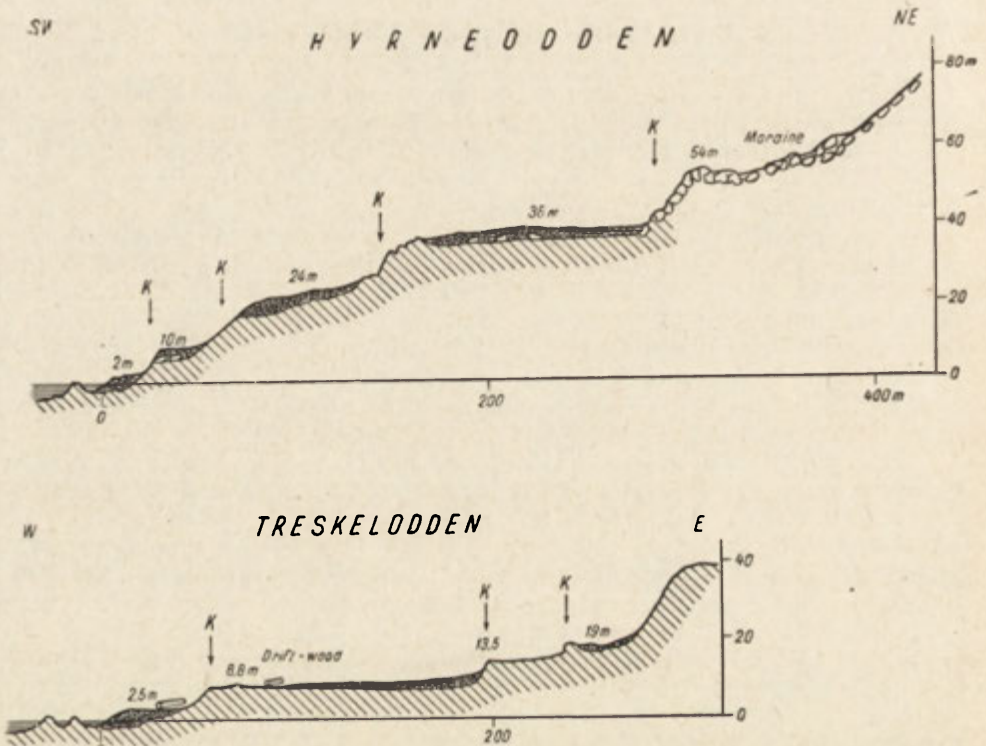 SW NE
HYRNEODDEN
80m
K Moraine 60
54m
K 36m 40
K 24m
K 10m 20
2m
0
0 200 400m
W TRESKELODDEN E
40
K K K
13,5 19m 20
8.8m Drift-wood
2.5m
0
200